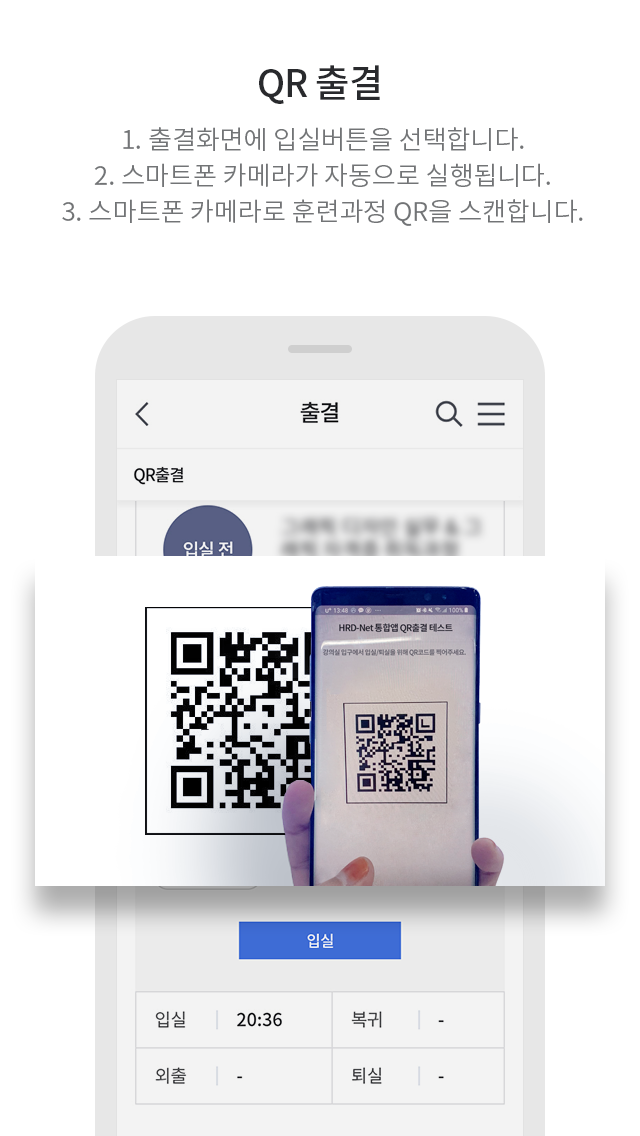 QR 출결
1. 출결화면에 입실버튼을 선택합니다.
2. 스마트폰 카메라가 자동으로 실행됩니다.
3. 스마트폰 카메라로 훈련과정 QR을 스캔합니다.
출결
QR출결
입실 전
13:48
100%
HRD-Net 통합앱 QR출결 테스트
강의실 입구에서 입실/퇴실을 위해 QR코드를 찍어주세요.
입실
입실 20:36 복귀 -
외출 - 퇴실 -